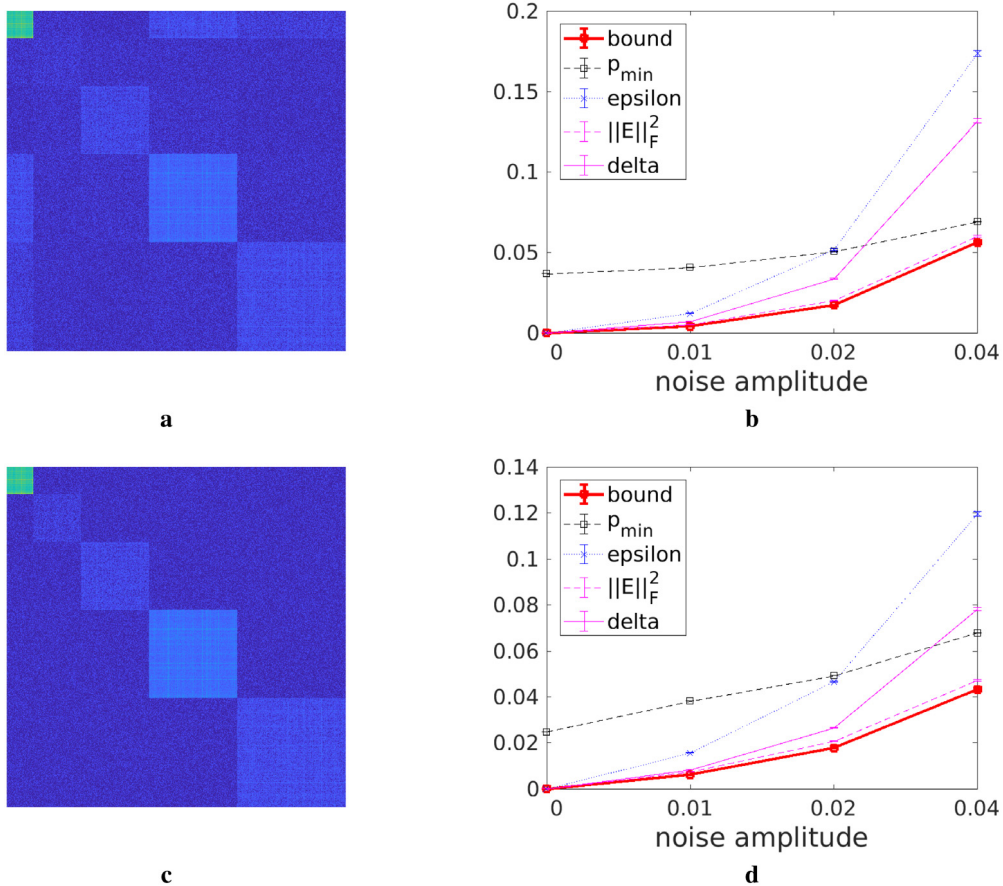 0.2
0.15
0.1
0.05
0
bound
p_min
epsilon
||E||_F^2
delta
0 0.01 0.02 0.04
noise amplitude
a b
0.14
0.12
0.1
0.08
0.06
0.04
0.02
0
bound
p_min
epsilon
||E||_F^2
delta
0 0.01 0.02 0.04
noise amplitude
c d